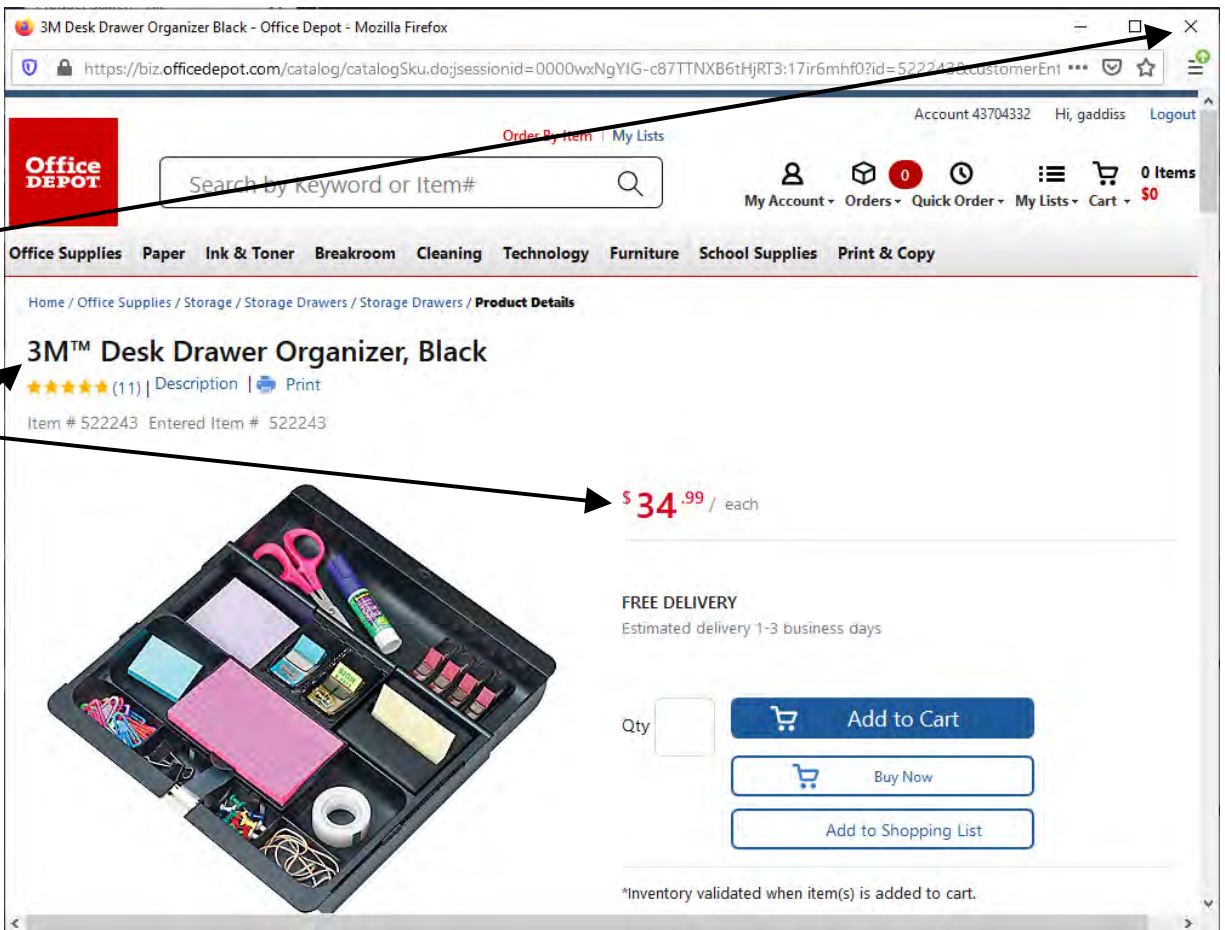 3M Desk Drawer Organizer Black - Office Depot - Mozilla Firefox
https://biz.officedepot.com/catalog/catalogSku.do;jsessionid=0000wxNgYIG-c87TTNXB6tHjRT3:17ir6mhf0?id=522243&customerEnt
Account 43704332 Hi, gaddiss Logout
Order By Item | My Lists
Office DEPOT
Search by Keyword or Item#
0
0 Items
$0
My Account Orders Quick Order My Lists Cart
Office Supplies Paper Ink & Toner Breakroom Cleaning Technology Furniture School Supplies Print & Copy
Home / Office Supplies / Storage / Storage Drawers / Storage Drawers / Product Details
3M™ Desk Drawer Organizer, Black
(11) | Description | Print
Item # 522243 Entered Item # 522243
$34.99 / each
FREE DELIVERY
Estimated delivery 1-3 business days
Qty
Add to Cart
Buy Now
Add to Shopping List
*Inventory validated when item(s) is added to cart.